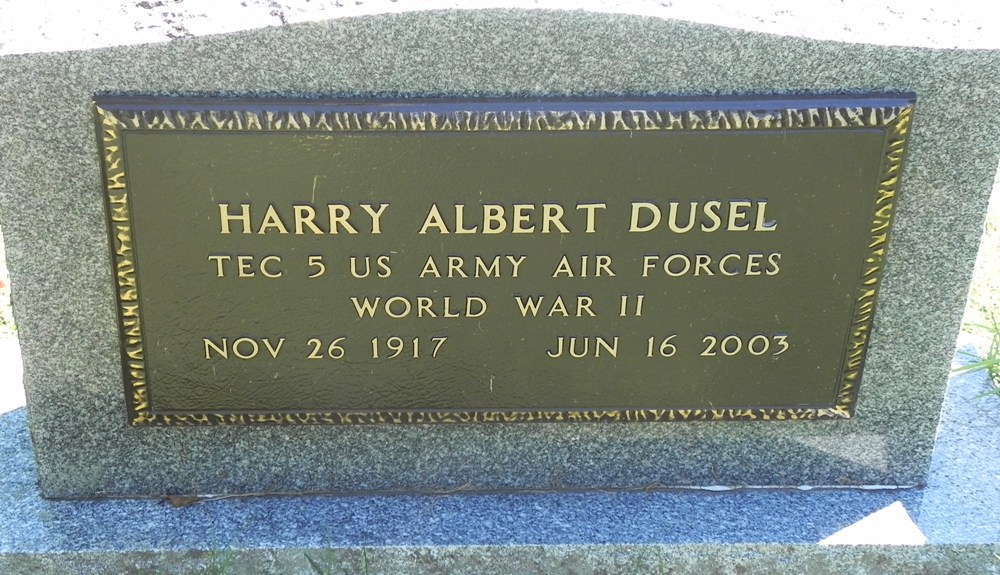 HARRY ALBERT DUSEL
TEC 5 US ARMY AIR FORCES
WORLD WAR II
NOV 26 1917 JUN 16 2003